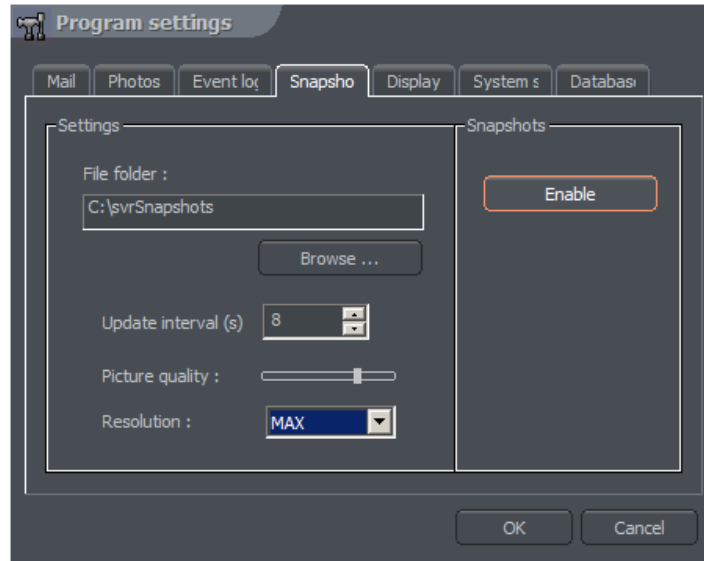 Program settings
Mail Photos Event log Snapsho Display System s Databas
Settings
File folder :
C:\svrSnapshots
Browse ...
Update interval (s) 8
Picture quality :
Resolution : MAX
Snapshots
Enable
OK Cancel